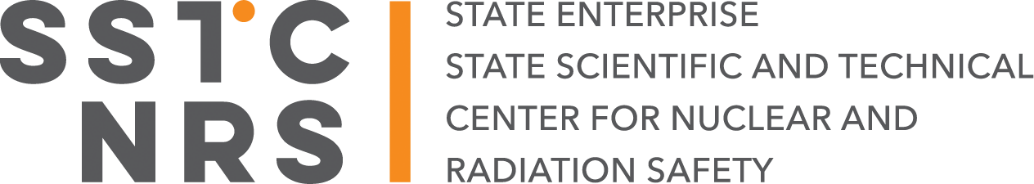 SSTC
NRS
STATE ENTERPRISE
STATE SCIENTIFIC AND TECHNICAL
CENTER FOR NUCLEAR AND
RADIATION SAFETY